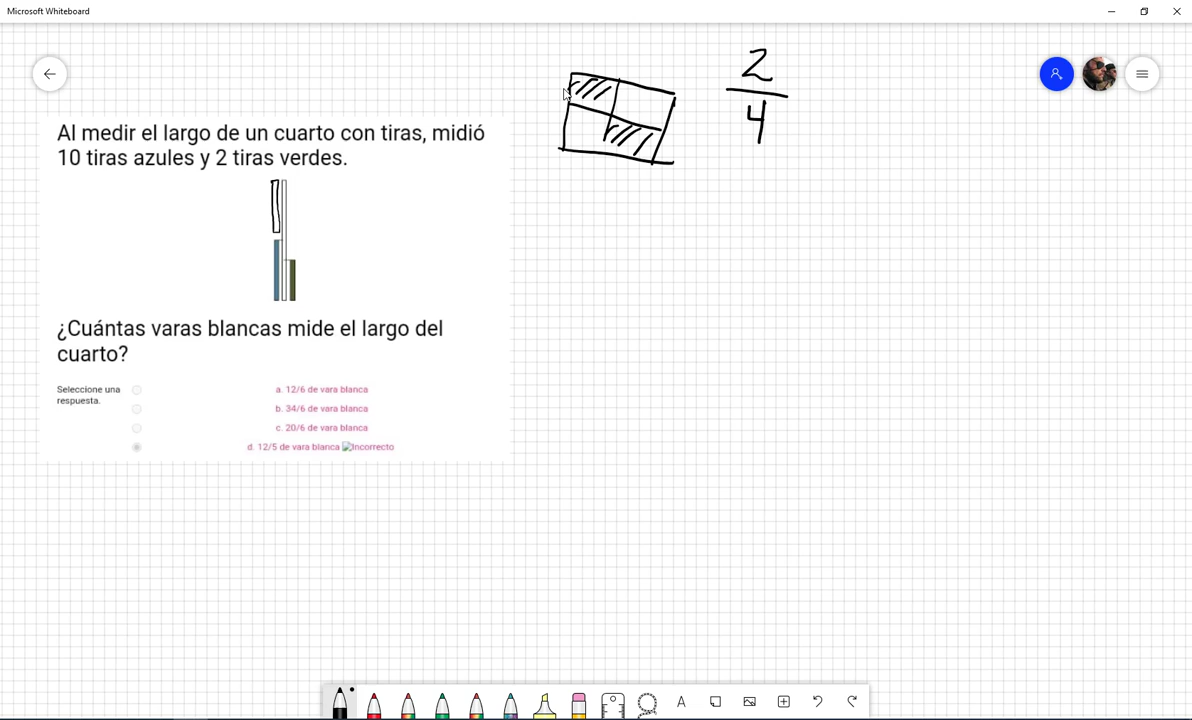 Microsoft Whiteboard
2
4
Al medir el largo de un cuarto con tiras, midió
10 tiras azules y 2 tiras verdes.
¿Cuántas varas blancas mide el largo del
cuarto?
Seleccione una
respuesta.
a. 12/6 de vara blanca
b. 34/6 de vara blanca
c. 20/6 de vara blanca
d. 12/5 de vara blanca Incorrecto
A